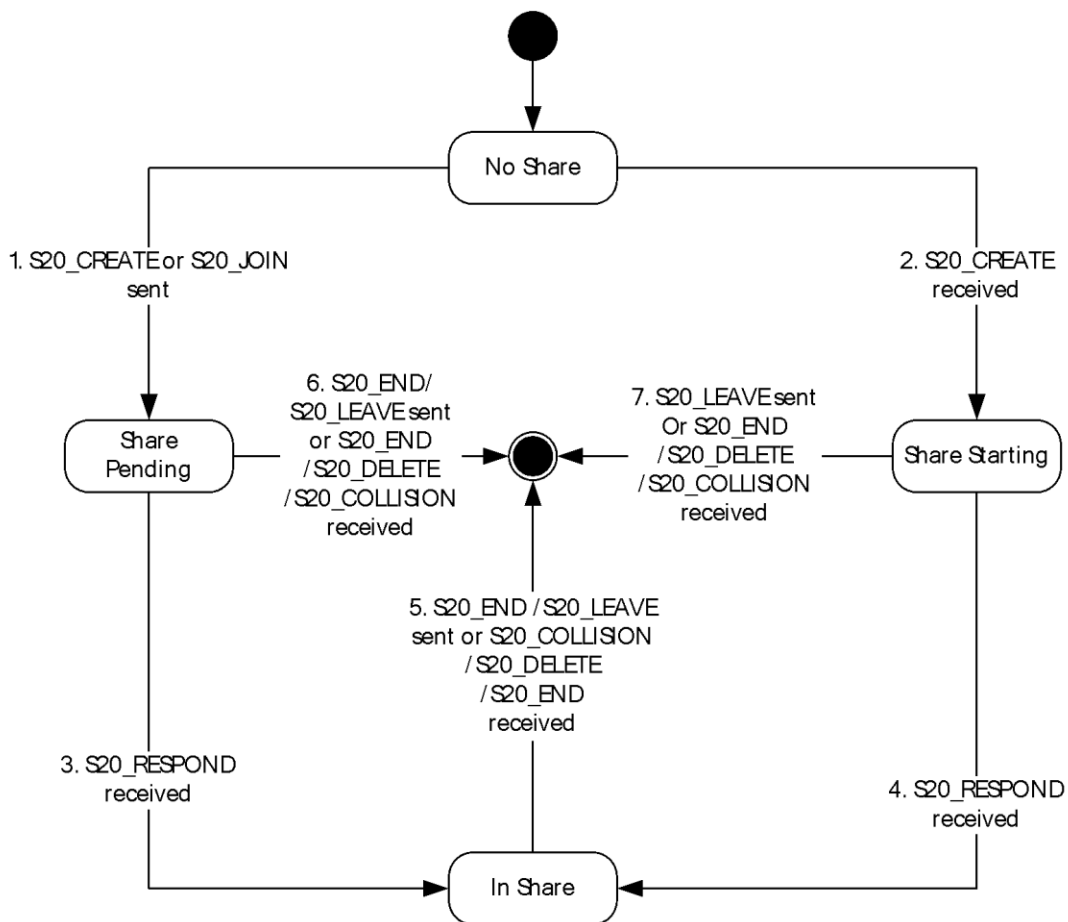 No Share
1. S20_CREATE or S20_JOIN
sent
2. S20_CREATE
received
6. S20_END/
S20_LEAVE sent
or S20_END
/S20_DELETE
/S20_COLLISION
received
7. S20_LEAVE sent
Or S20_END
/S20_DELETE
/S20_COLLISION
received
Share
Pending
Share Starting
5. S20_END / S20_LEAVE
sent or S20_COLLISION
/ S20_DELETE
/ S20_END
received
3. S20_RESPOND
received
4. S20_RESPOND
received
In Share